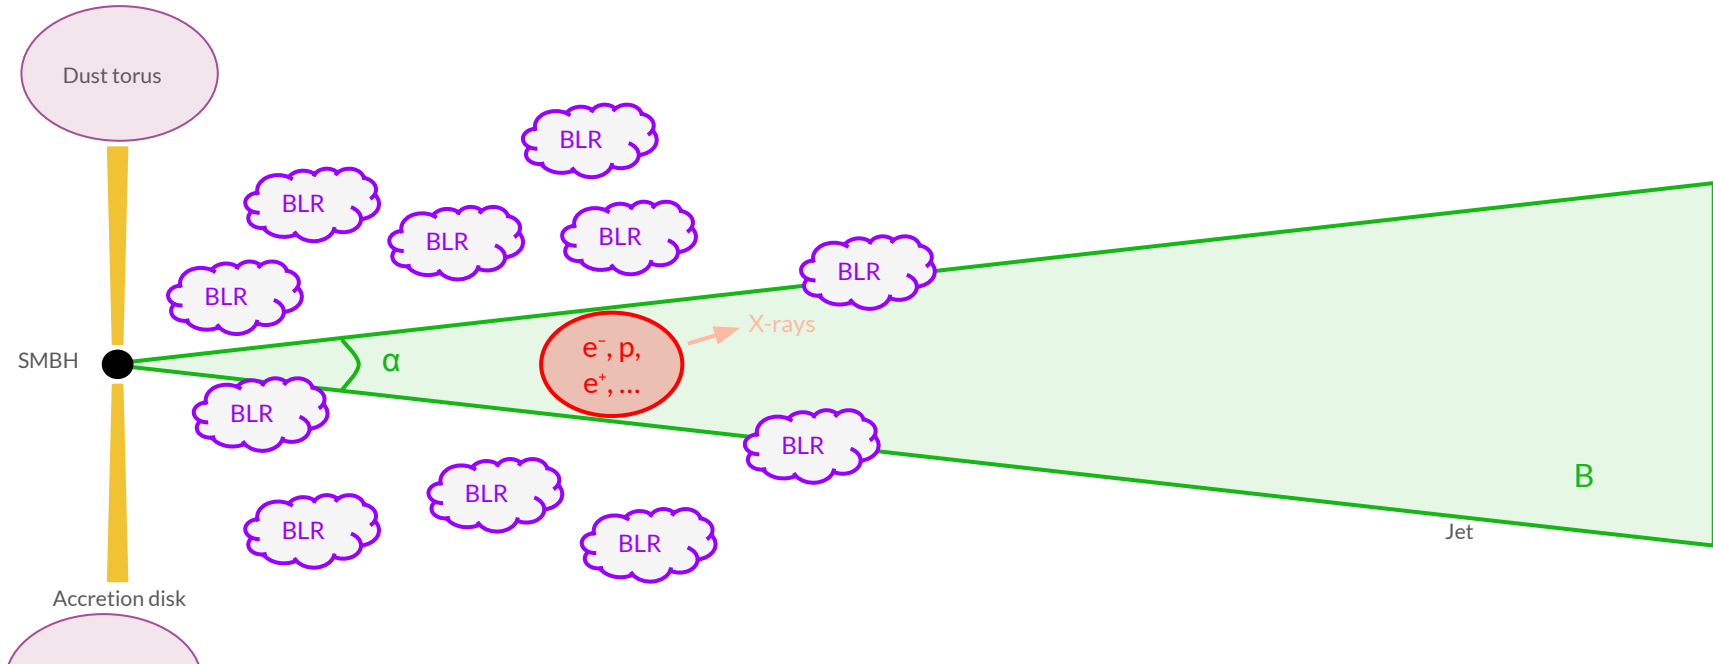 Dust torus
BLR
BLR
BLR
BLR
BLR
BLR
X-rays
e⁻, p,
e⁺, ...
SMBH
α
BLR
BLR
B
BLR
BLR
BLR
Jet
Accretion disk